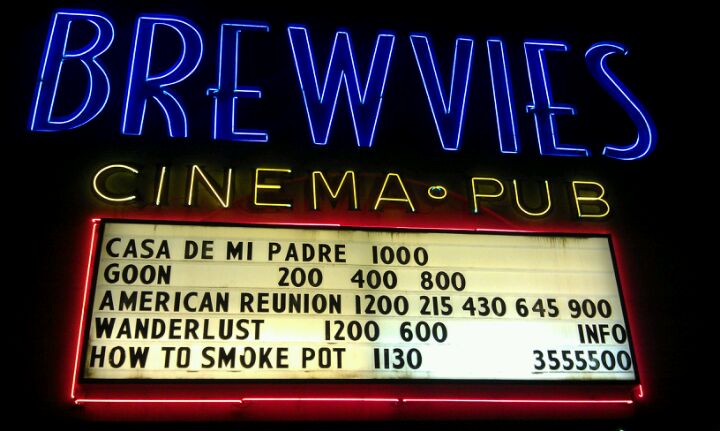 BREWVIES
CINEMA • PUB
CASA DE MI PADRE 1000
GOON 200 400 800
AMERICAN REUNION 1200 215 430 645 900
WANDERLUST 1200 600 INFO
HOW TO SMOKE POT 1130 3555500